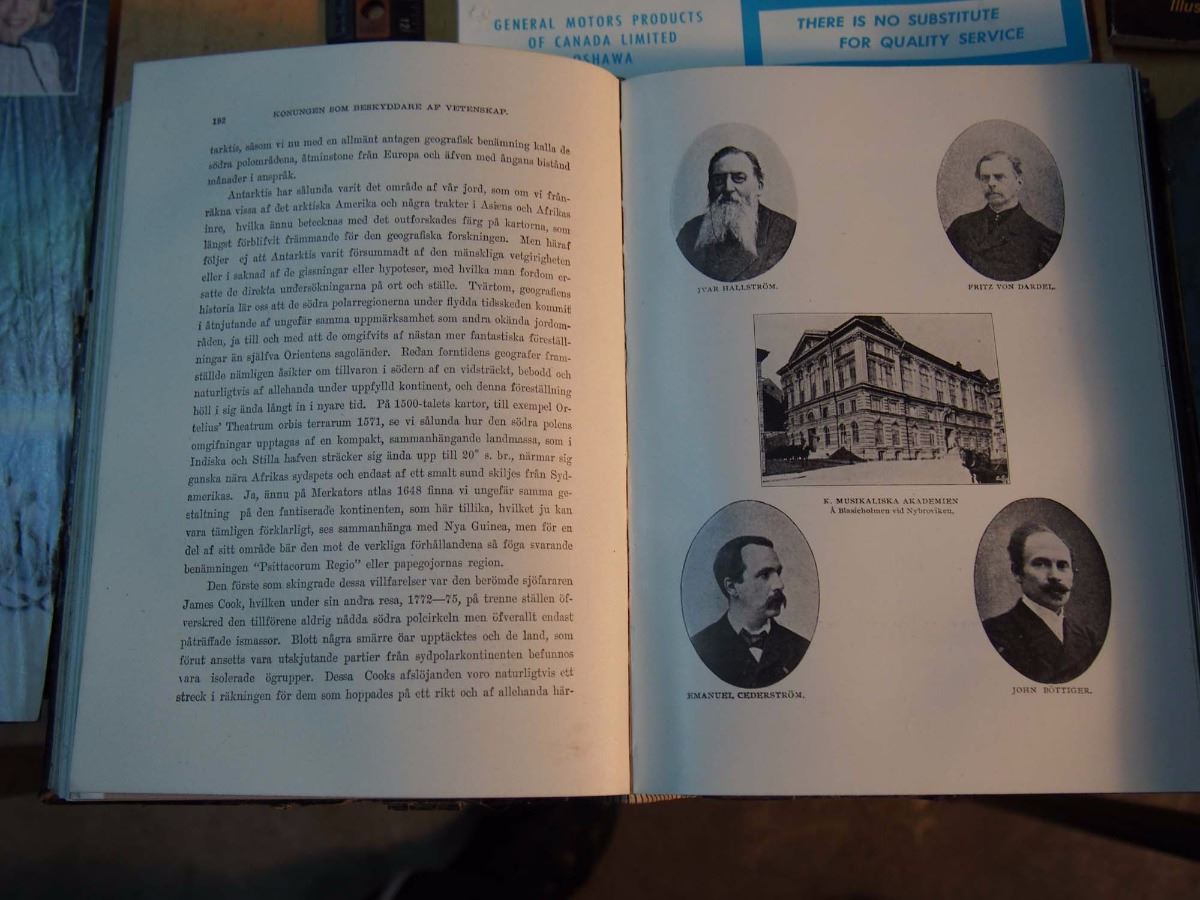 GENERAL MOTORS PRODUCTS
OF CANADA LIMITED
OSHAWA
THERE IS NO SUBSTITUTE
FOR QUALITY SERVICE
192
KONUNGEN SOM BESKYDDARE AF VETENSKAP.
tarktis, såsom vi nu med en allmänt antagen geografisk benämning kalla de
södra polområdena, åtminstone från Europa och äfven med ångans bistånd
månader i anspråk.
Antarktis har sålunda varit det område af vår jord, som om vi från-
räkna vissa af det arktiska Amerika och några trakter i Asiens och Afrikas
inre, hvilka ännu betecknas med det outforskades färg på kartorna, som
längst förblifvit främmande för den geografiska forskningen. Men häraf
följer ej att Antarktis varit försummadt af den mänskliga vetgirigheten
eller i saknad af de gissningar eller hypoteser, med hvilka man fordom er-
satte de direkta undersökningarna på ort och ställe. Tvärtom, geografiens
historia lär oss att de södra polarregionerna under flydda tidsskeden kommit
i åtnjutande af ungefär samma uppmärksamhet som andra okända jordom-
råden, ja till och med att de omgifvits af nästan mer fantastiska föreställ-
ningar än själfva Orientens sagoländer. Redan forntidens geografer fram-
ställde nämligen åsikter om tillvaron i södern af en vidsträckt, bebodd och
naturligtvis af allehanda under uppfylld kontinent, och denna föreställning
höll i sig ända långt in i nyare tid. På 1500-talets kartor, till exempel Or-
telius' Theatrum orbis terrarum 1571, se vi sålunda hur den södra polens
omgifningar upptagas af en kompakt, sammanhängande landmassa, som i
Indiska och Stilla hafven sträcker sig ända upp till 20° s. br., närmar sig
ganska nära Afrikas sydspets och endast af ett smalt sund skiljes från Syd-
amerikas. Ja, ännu på Merkators atlas 1648 finna vi ungefär samma ge-
staltning på den fantiserade kontinenten, som här tillika, hvilket ju kan
vara tämligen förklarligt, ses sammanhänga med Nya Guinea, men för en
del af sitt område bär den mot de verkliga förhållandena så föga svarande
benämningen "Psittacorum Regio" eller papegojornas region.
Den förste som skingrade dessa villfarelser var den berömde sjöfararen
James Cook, hvilken under sin andra resa, 1772—75, på trenne ställen öf-
verskred den tillförene aldrig nådda södra polcirkeln men öfverallt endast
påträffade ismassor. Blott några smärre öar upptäcktes och de land, som
förut ansetts vara utskjutande partier från sydpolarkontinenten befunnos
vara isolerade ögrupper. Dessa Cooks afslöjanden voro naturligtvis ett
streck i räkningen för dem som hoppades på ett rikt och af allehanda här-
IVAR HALLSTRÖM.
FRITZ VON DARDEL.
K. MUSIKALISKA AKADEMIEN
Å Blasieholmen vid Nybroviken.
EMANUEL CEDERSTRÖM.
JOHN BÖTTIGER.